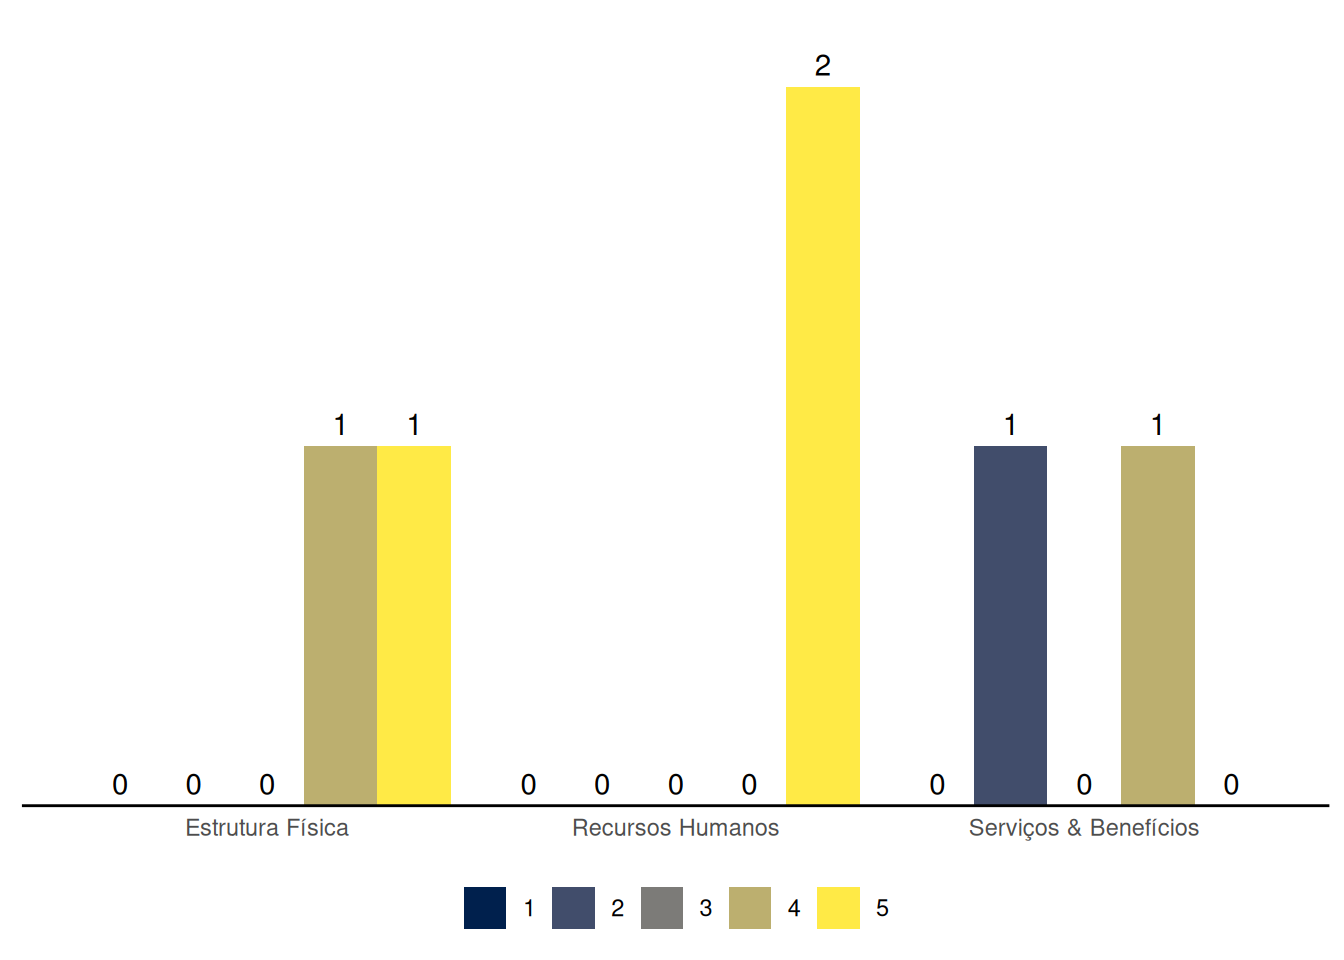 2
1 1 1 1
0 0 0 0 0 0 0 0 0 0
Estrutura Física Recursos Humanos Serviços & Benefícios
1 2 3 4 5